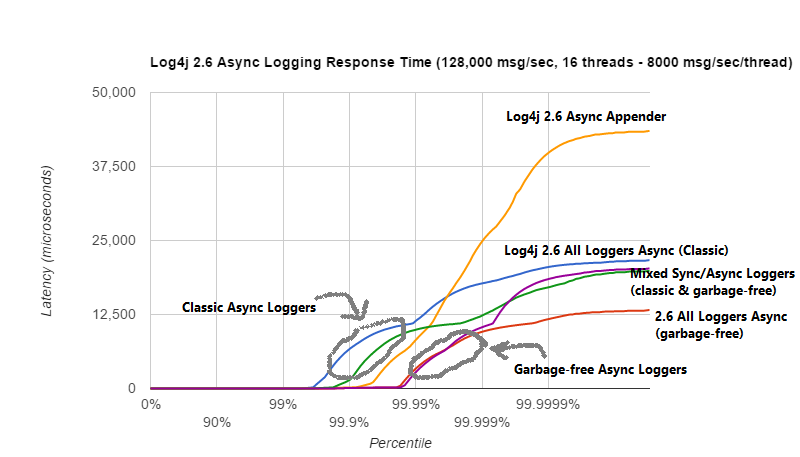 Log4j 2.6 Async Logging Response Time (128,000 msg/sec, 16 threads - 8000 msg/sec/thread)
50,000
Log4j 2.6 Async Appender
37,500
Latency (microseconds)
25,000
Log4j 2.6 All Loggers Async (Classic)
Mixed Sync/Async Loggers
(classic & garbage-free)
Classic Async Loggers
12,500
2.6 All Loggers Async
(garbage-free)
Garbage-free Async Loggers
0
0% 99% 99.99% 99.9999%
90% 99.9% 99.999%
Percentile